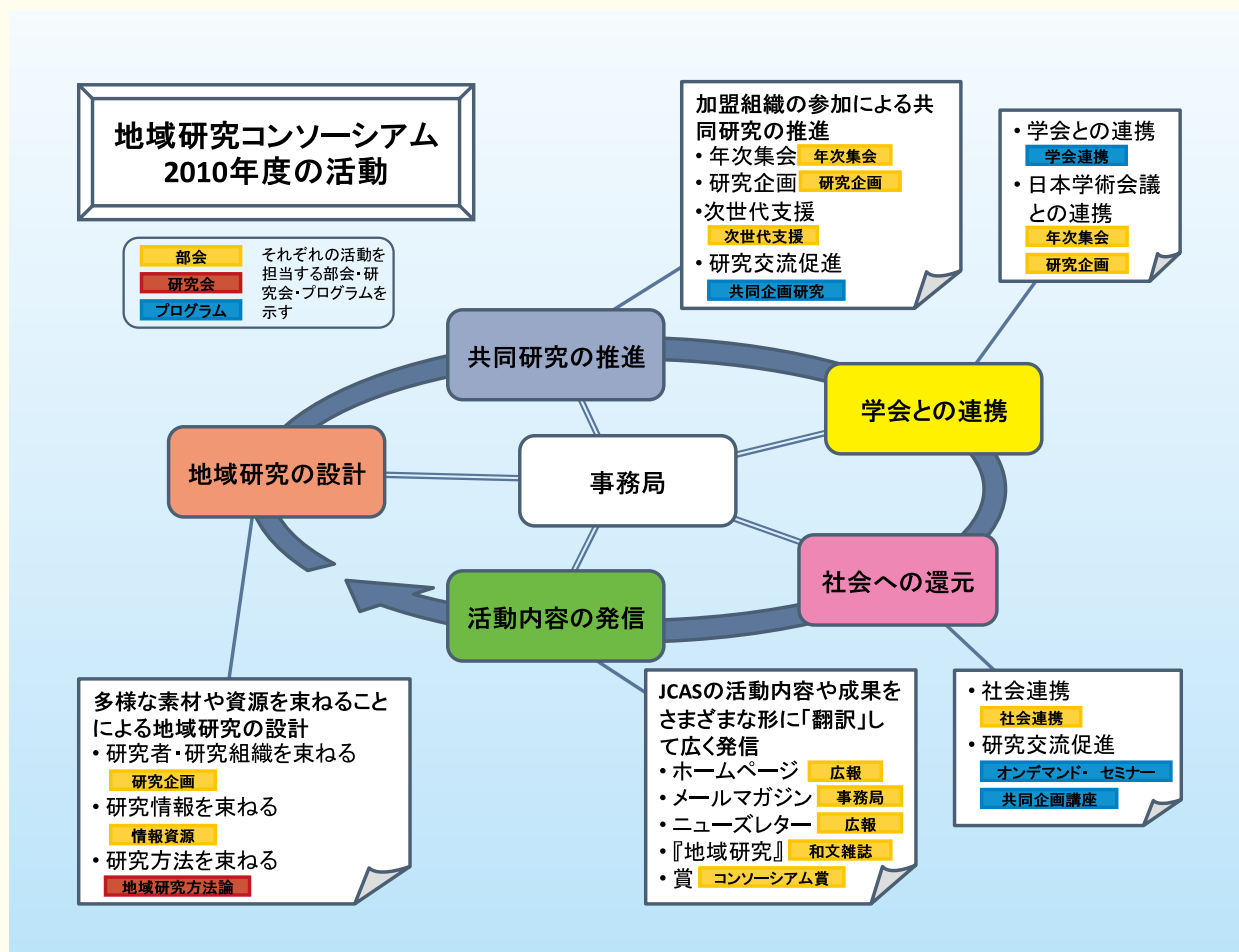 地域研究コンソーシアム
2010年度の活動
部会
研究会
プログラム
それぞれの活動を
担当する部会・研
究会・プログラムを
示す
加盟組織の参加による共
同研究の推進
・年次集会 年次集会
・研究企画 研究企画
・次世代支援
次世代支援
・研究交流促進
共同企画研究
・学会との連携
学会連携
・日本学術会議
との連携
年次集会
研究企画
共同研究の推進
学会との連携
地域研究の設計
事務局
社会への還元
活動内容の発信
多様な素材や資源を束ねること
による地域研究の設計
・研究者・研究組織を束ねる
研究企画
・研究情報を束ねる
情報資源
・研究方法を束ねる
地域研究方法論
JCASの活動内容や成果を
さまざまな形に「翻訳」し
て広く発信
・ホームページ 広報
・メールマガジン 事務局
・ニューズレター 広報
・『地域研究』 和文雑誌
・賞 コンソーシアム賞
・社会連携
社会連携
・研究交流促進
オンデマンド・ セミナー
共同企画講座